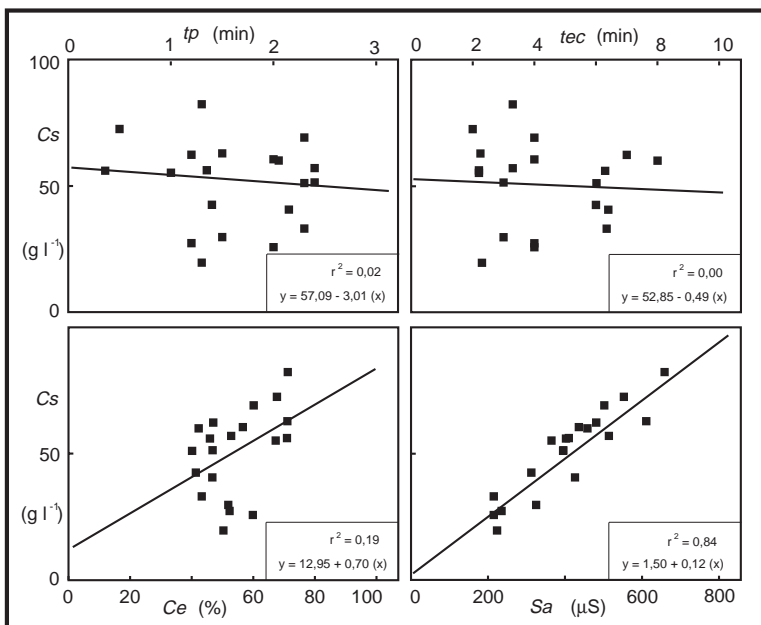 tp (min)
0 1 2 3
tec (min)
0 2 4 6 8 10
100
Cs
50
(g l⁻¹)
0
r² = 0,02
y = 57,09 - 3,01 (x)
r² = 0,00
y = 52,85 - 0,49 (x)
Cs
50
(g l⁻¹)
0
r² = 0,19
y = 12,95 + 0,70 (x)
r² = 0,84
y = 1,50 + 0,12 (x)
0 20 40 60 80 100
Ce (%)
0 200 400 600 800
Sa (µS)